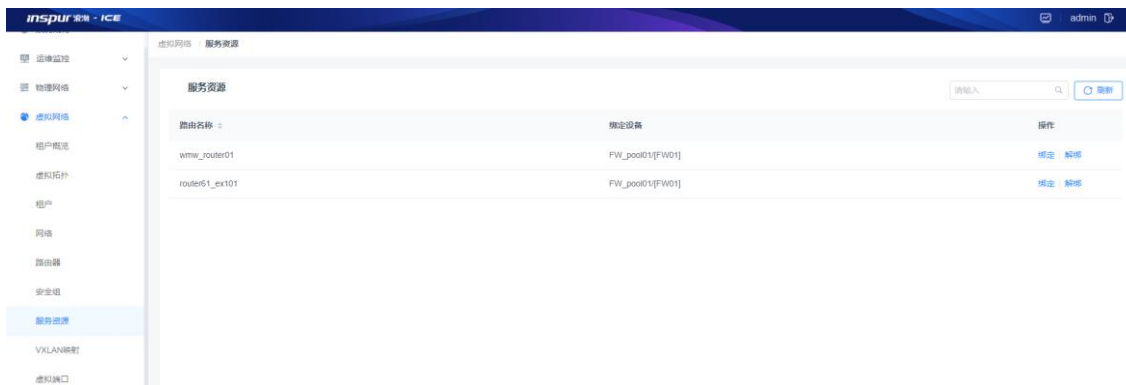 inspur 浪潮 - ICE
admin
虚拟网络 / 服务资源
运维监控
物理网络
虚拟网络
租户概览
虚拟拓扑
租户
网络
路由器
安全组
服务资源
VXLAN映射
虚拟端口
服务资源
请输入
刷新
路由名称 绑定设备 操作
wmw_router01 FW_pool01/[FW01] 绑定 解绑
router61_ex101 FW_pool01/[FW01] 绑定 解绑